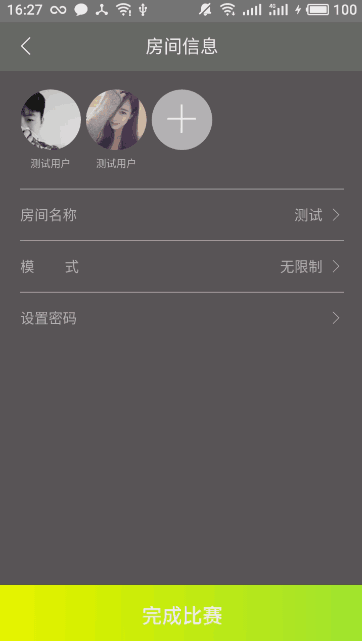 16:27 4G 100
房间信息
测试用户 测试用户
房间名称 测试
模 式 无限制
设置密码
完成比赛